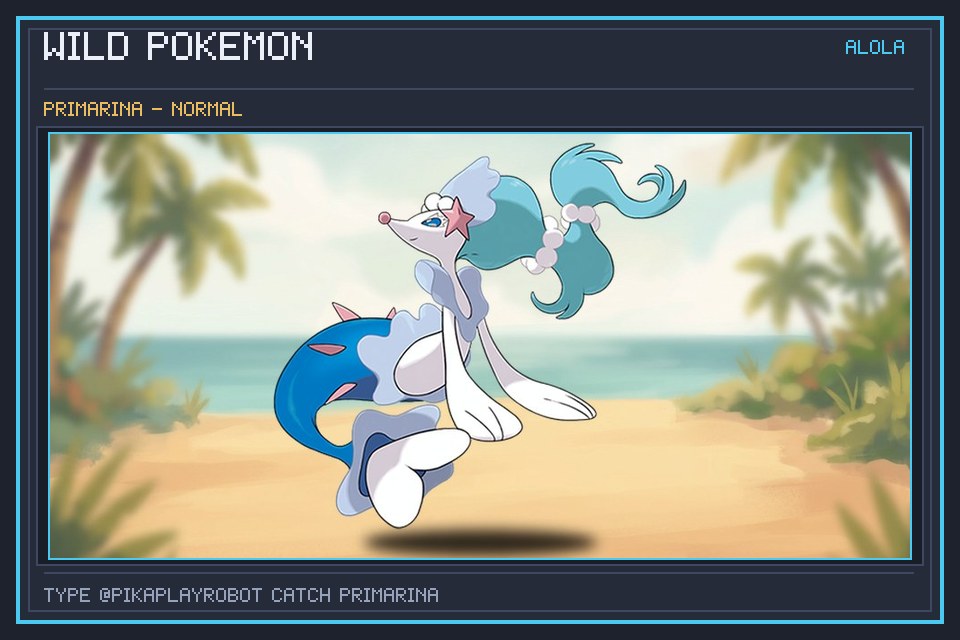 WILD POKEMON
ALOLA
PRIMARINA - NORMAL
TYPE @PIKAPLAYROBOT CATCH PRIMARINA